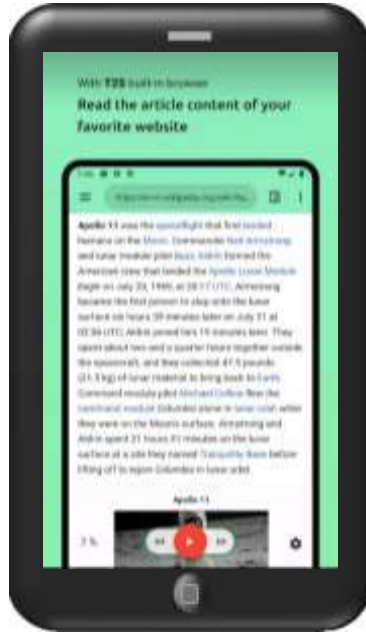 With T2S built-in browser
Read the article content of your
favorite website
Apollo 11 was the spaceflight that first landed
humans on the Moon. Commander Neil Armstrong
and lunar module pilot Buzz Aldrin formed the
American crew that landed the Apollo Lunar Module
Eagle on July 20, 1969, at 20:17 UTC. Armstrong
became the first person to step onto the lunar
surface six hours 39 minutes later on July 21 at
02:56 UTC; Aldrin joined him 19 minutes later. They
spent about two and a quarter hours together outside
the spacecraft, and they collected 47.5 pounds
(21.5 kg) of lunar material to bring back to Earth.
Command module pilot Michael Collins flew the
command module Columbia alone in lunar orbit while
they were on the Moon's surface. Armstrong and
Aldrin spent 21 hours 31 minutes on the lunar
surface at a site they named Tranquility Base before
lifting off to rejoin Columbia in lunar orbit.
Apollo 11